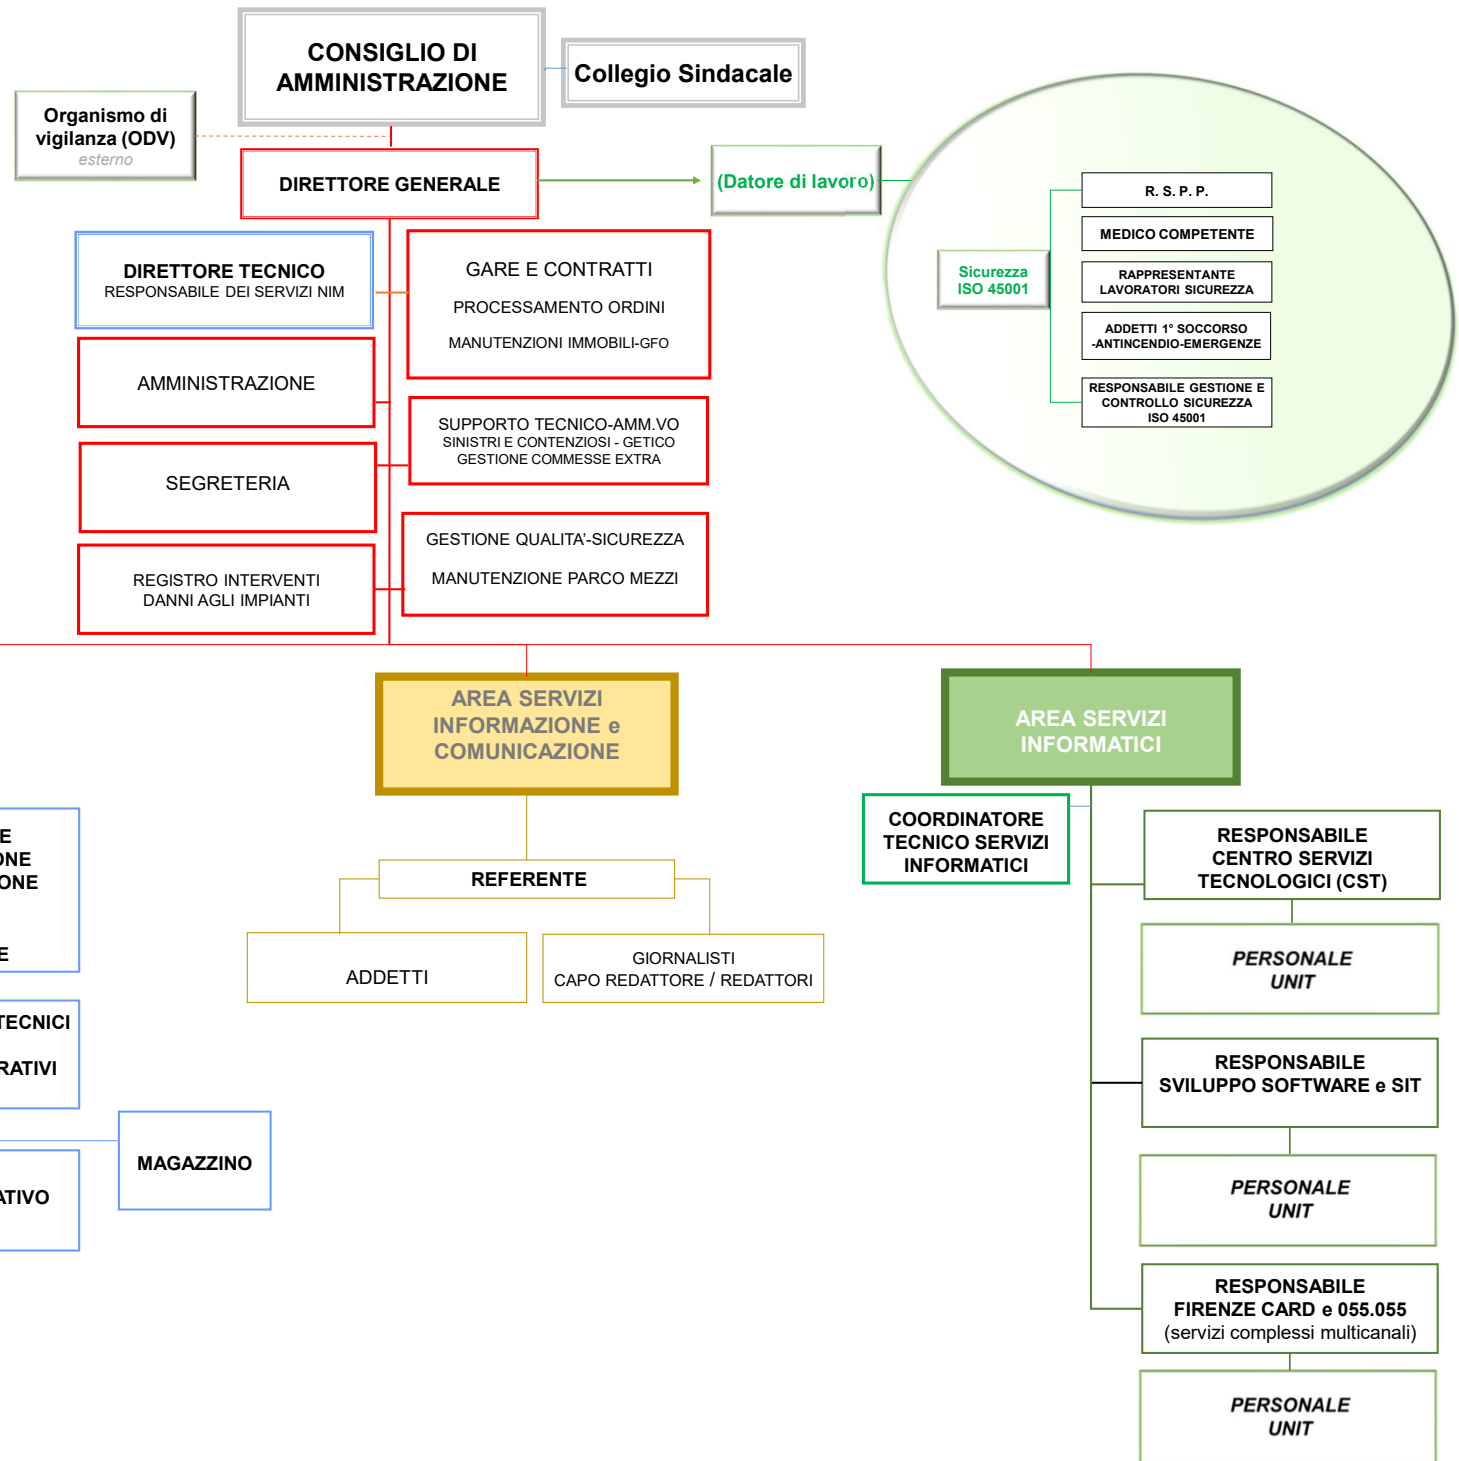 CONSIGLIO DI
AMMINISTRAZIONE
Collegio Sindacale
Organismo di
vigilanza (ODV)
esterno
DIRETTORE GENERALE
(Datore di lavoro)
R. S. P. P.
MEDICO COMPETENTE
Sicurezza
ISO 45001
RAPPRESENTANTE
LAVORATORI SICUREZZA
ADDETTI 1° SOCCORSO
-ANTINCENDIO-EMERGENZE
RESPONSABILE GESTIONE E
CONTROLLO SICUREZZA
ISO 45001
DIRETTORE TECNICO
RESPONSABILE DEI SERVIZI NIM
GARE E CONTRATTI
PROCESSAMENTO ORDINI
MANUTENZIONI IMMOBILI-GFO
AMMINISTRAZIONE
SUPPORTO TECNICO-AMM.VO
SINISTRI E CONTENZIOSI - GETICO
GESTIONE COMMESSE EXTRA
SEGRETERIA
GESTIONE QUALITA’-SICUREZZA
MANUTENZIONE PARCO MEZZI
REGISTRO INTERVENTI
DANNI AGLI IMPIANTI
AREA SERVIZI
INFORMAZIONE e
COMUNICAZIONE
AREA SERVIZI
INFORMATICI
E
ONE
IONE
E
TECNICI
RATIVI
ATIVO
MAGAZZINO
REFERENTE
ADDETTI
GIORNALISTI
CAPO REDATTORE / REDATTORI
COORDINATORE
TECNICO SERVIZI
INFORMATICI
RESPONSABILE
CENTRO SERVIZI
TECNOLOGICI (CST)
PERSONALE
UNIT
RESPONSABILE
SVILUPPO SOFTWARE e SIT
PERSONALE
UNIT
RESPONSABILE
FIRENZE CARD e 055.055
(servizi complessi multicanali)
PERSONALE
UNIT